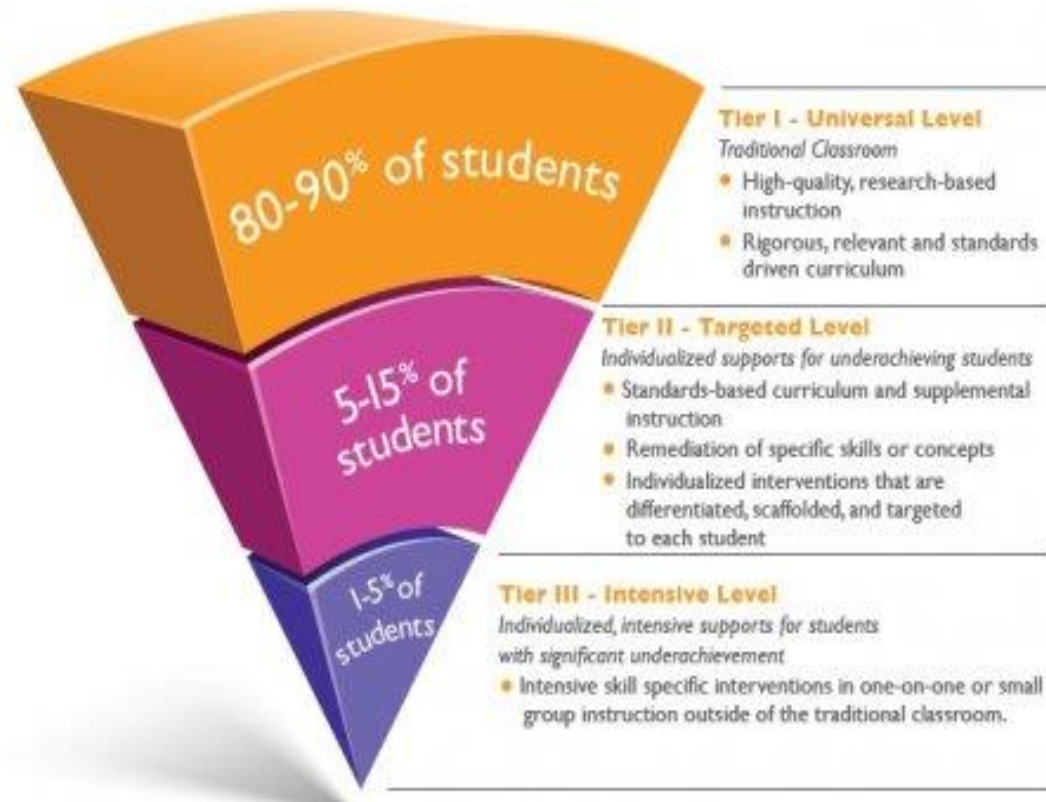 80-90% of students
Tier I - Universal Level
Traditional Classroom
• High-quality, research-based
instruction
• Rigorous, relevant and standards
driven curriculum
5-15% of
students
Tier II - Targeted Level
Individualized supports for underachieving students
• Standards-based curriculum and supplemental
instruction
• Remediation of specific skills or concepts
• Individualized interventions that are
differentiated, scaffolded, and targeted
to each student
1-5% of
students
Tier III - Intensive Level
Individualized, intensive supports for students
with significant underachievement
• Intensive skill specific interventions in one-on-one or small
group instruction outside of the traditional classroom.